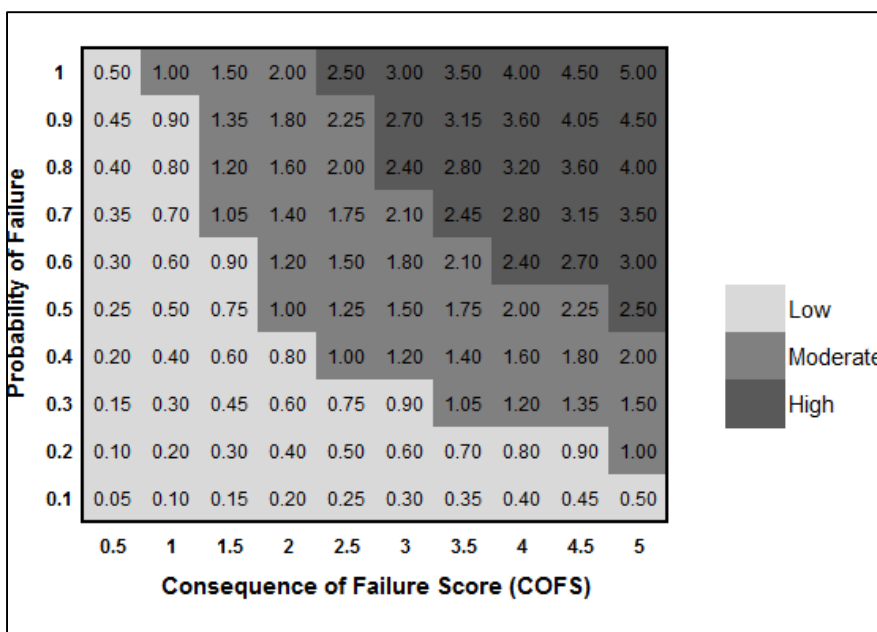 Probability of Failure
1 0.50 1.00 1.50 2.00 2.50 3.00 3.50 4.00 4.50 5.00
0.9 0.45 0.90 1.35 1.80 2.25 2.70 3.15 3.60 4.05 4.50
0.8 0.40 0.80 1.20 1.60 2.00 2.40 2.80 3.20 3.60 4.00
0.7 0.35 0.70 1.05 1.40 1.75 2.10 2.45 2.80 3.15 3.50
0.6 0.30 0.60 0.90 1.20 1.50 1.80 2.10 2.40 2.70 3.00
0.5 0.25 0.50 0.75 1.00 1.25 1.50 1.75 2.00 2.25 2.50
0.4 0.20 0.40 0.60 0.80 1.00 1.20 1.40 1.60 1.80 2.00
0.3 0.15 0.30 0.45 0.60 0.75 0.90 1.05 1.20 1.35 1.50
0.2 0.10 0.20 0.30 0.40 0.50 0.60 0.70 0.80 0.90 1.00
0.1 0.05 0.10 0.15 0.20 0.25 0.30 0.35 0.40 0.45 0.50
0.5 1 1.5 2 2.5 3 3.5 4 4.5 5
Consequence of Failure Score (COFS)
Low
Moderate
High